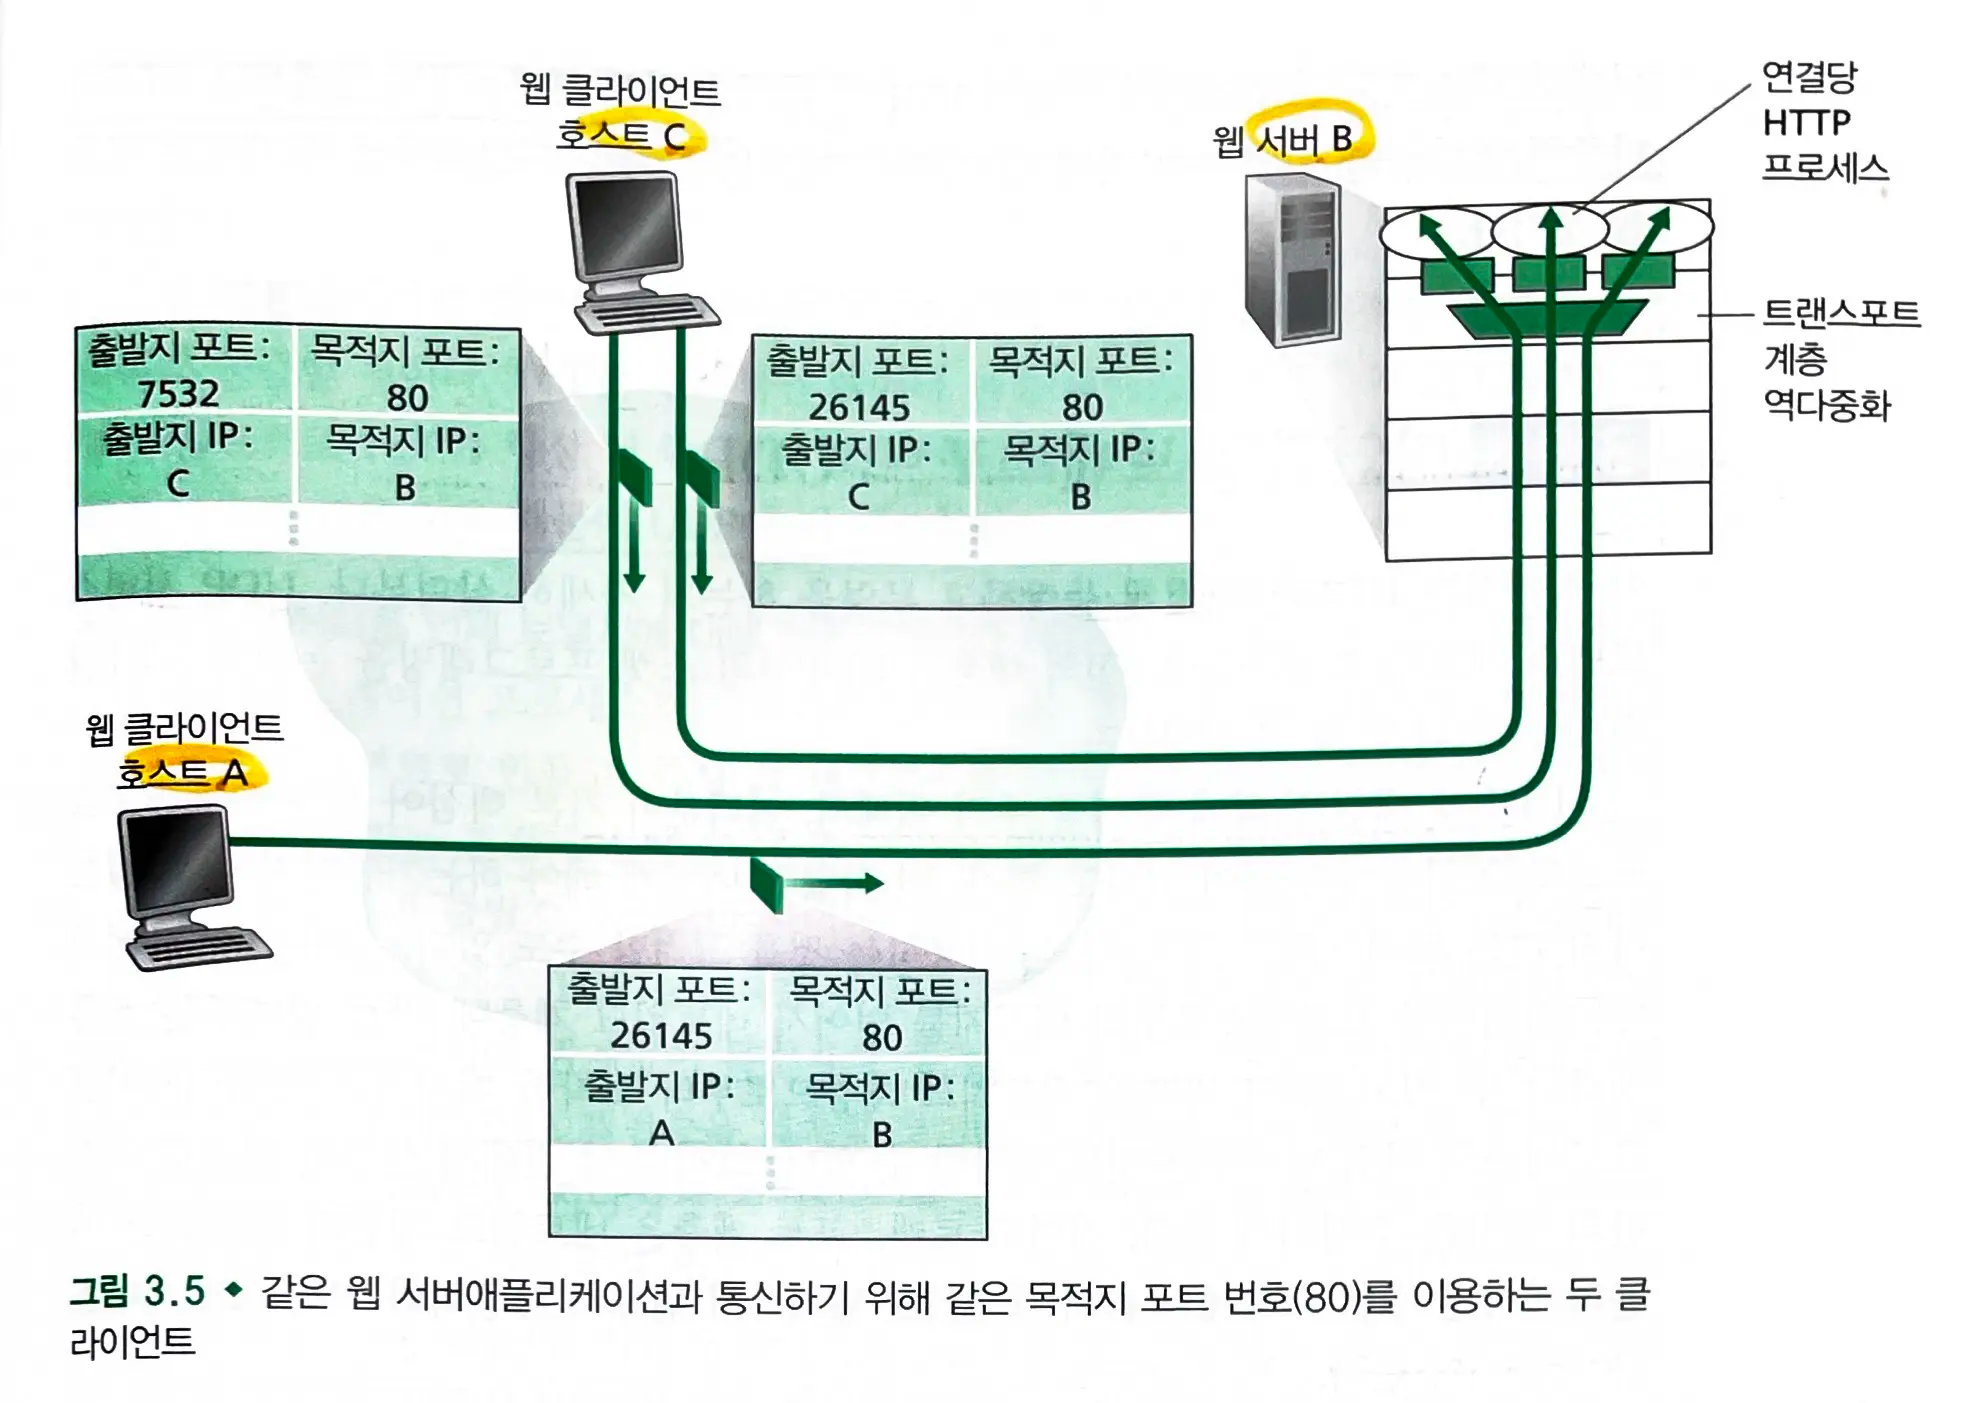 웹 클라이언트
호스트 C
웹 서버 B
연결당
HTTP
프로세스
트랜스포트
계층
역다중화
출발지 포트:
7532
목적지 포트:
80
출발지 IP:
C
목적지 IP:
B
출발지 포트:
26145
목적지 포트:
80
출발지 IP:
C
목적지 IP:
B
웹 클라이언트
호스트 A
출발지 포트:
26145
목적지 포트:
80
출발지 IP:
A
목적지 IP:
B
그림 3.5 ◆ 같은 웹 서버애플리케이션과 통신하기 위해 같은 목적지 포트 번호(80)를 이용하는 두 클
라이언트